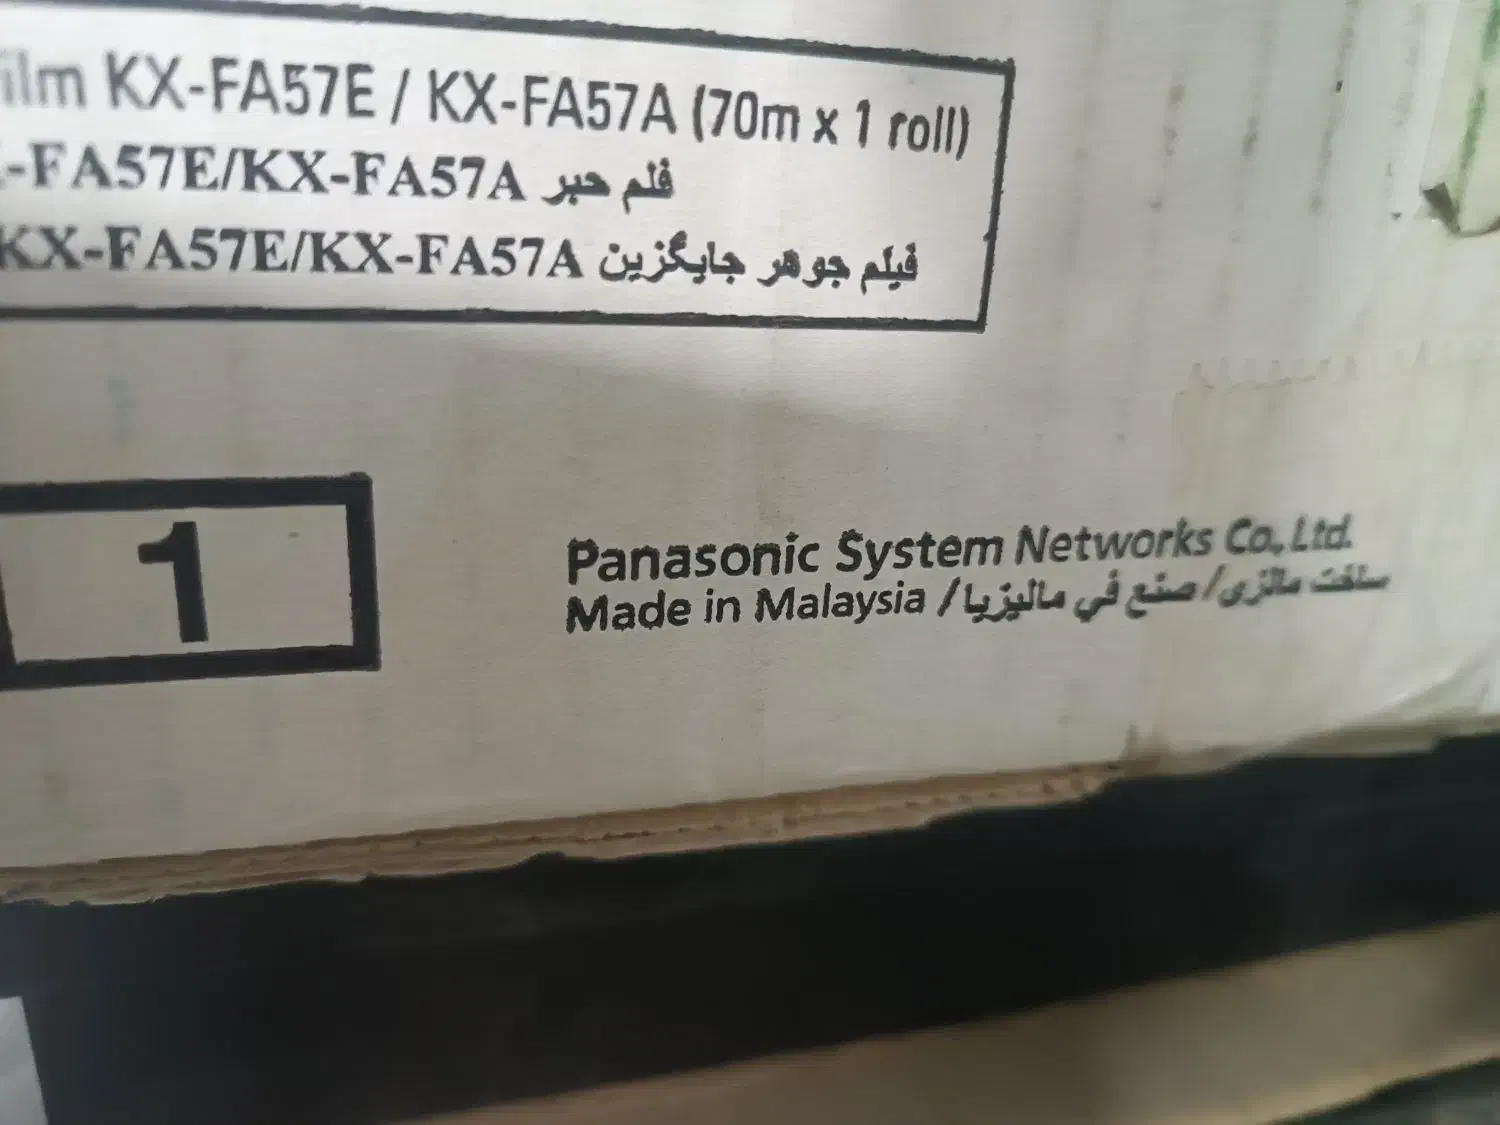 ilm KX-FA57E / KX-FA57A (70m x 1 roll)
-FA57E/KX-FA57A فلم حبر
KX-FA57E/KX-FA57A فیلم جوهر جایگزین
1
Panasonic System Networks Co., Ltd.
Made in Malaysia / صنع في ماليزيا / ساخت مالزی